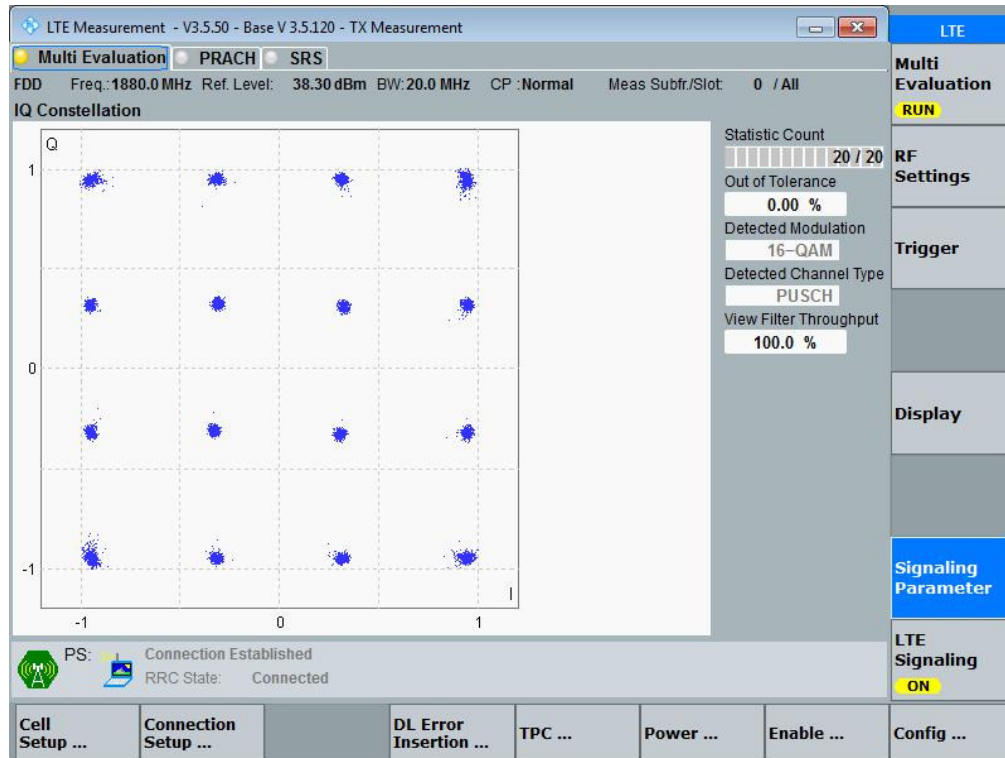 LTE Measurement - V3.5.50 - Base V 3.5.120 - TX Measurement
LTE
Multi Evaluation PRACH SRS
FDD Freq.:1880.0 MHz Ref. Level: 38.30 dBm BW:20.0 MHz CP :Normal Meas Subfr./Slot: 0 / All
IQ Constellation
Q
1
0
-1
I
-1 0 1
Statistic Count
20 / 20
Out of Tolerance
0.00 %
Detected Modulation
16-QAM
Detected Channel Type
PUSCH
View Filter Throughput
100.0 %
Multi
Evaluation
RUN
RF
Settings
Trigger
Display
Signaling
Parameter
LTE
Signaling
ON
PS: Connection Established
RRC State: Connected
Cell
Setup ...
Connection
Setup ...
DL Error
Insertion ...
TPC ...
Power ...
Enable ...
Config ...